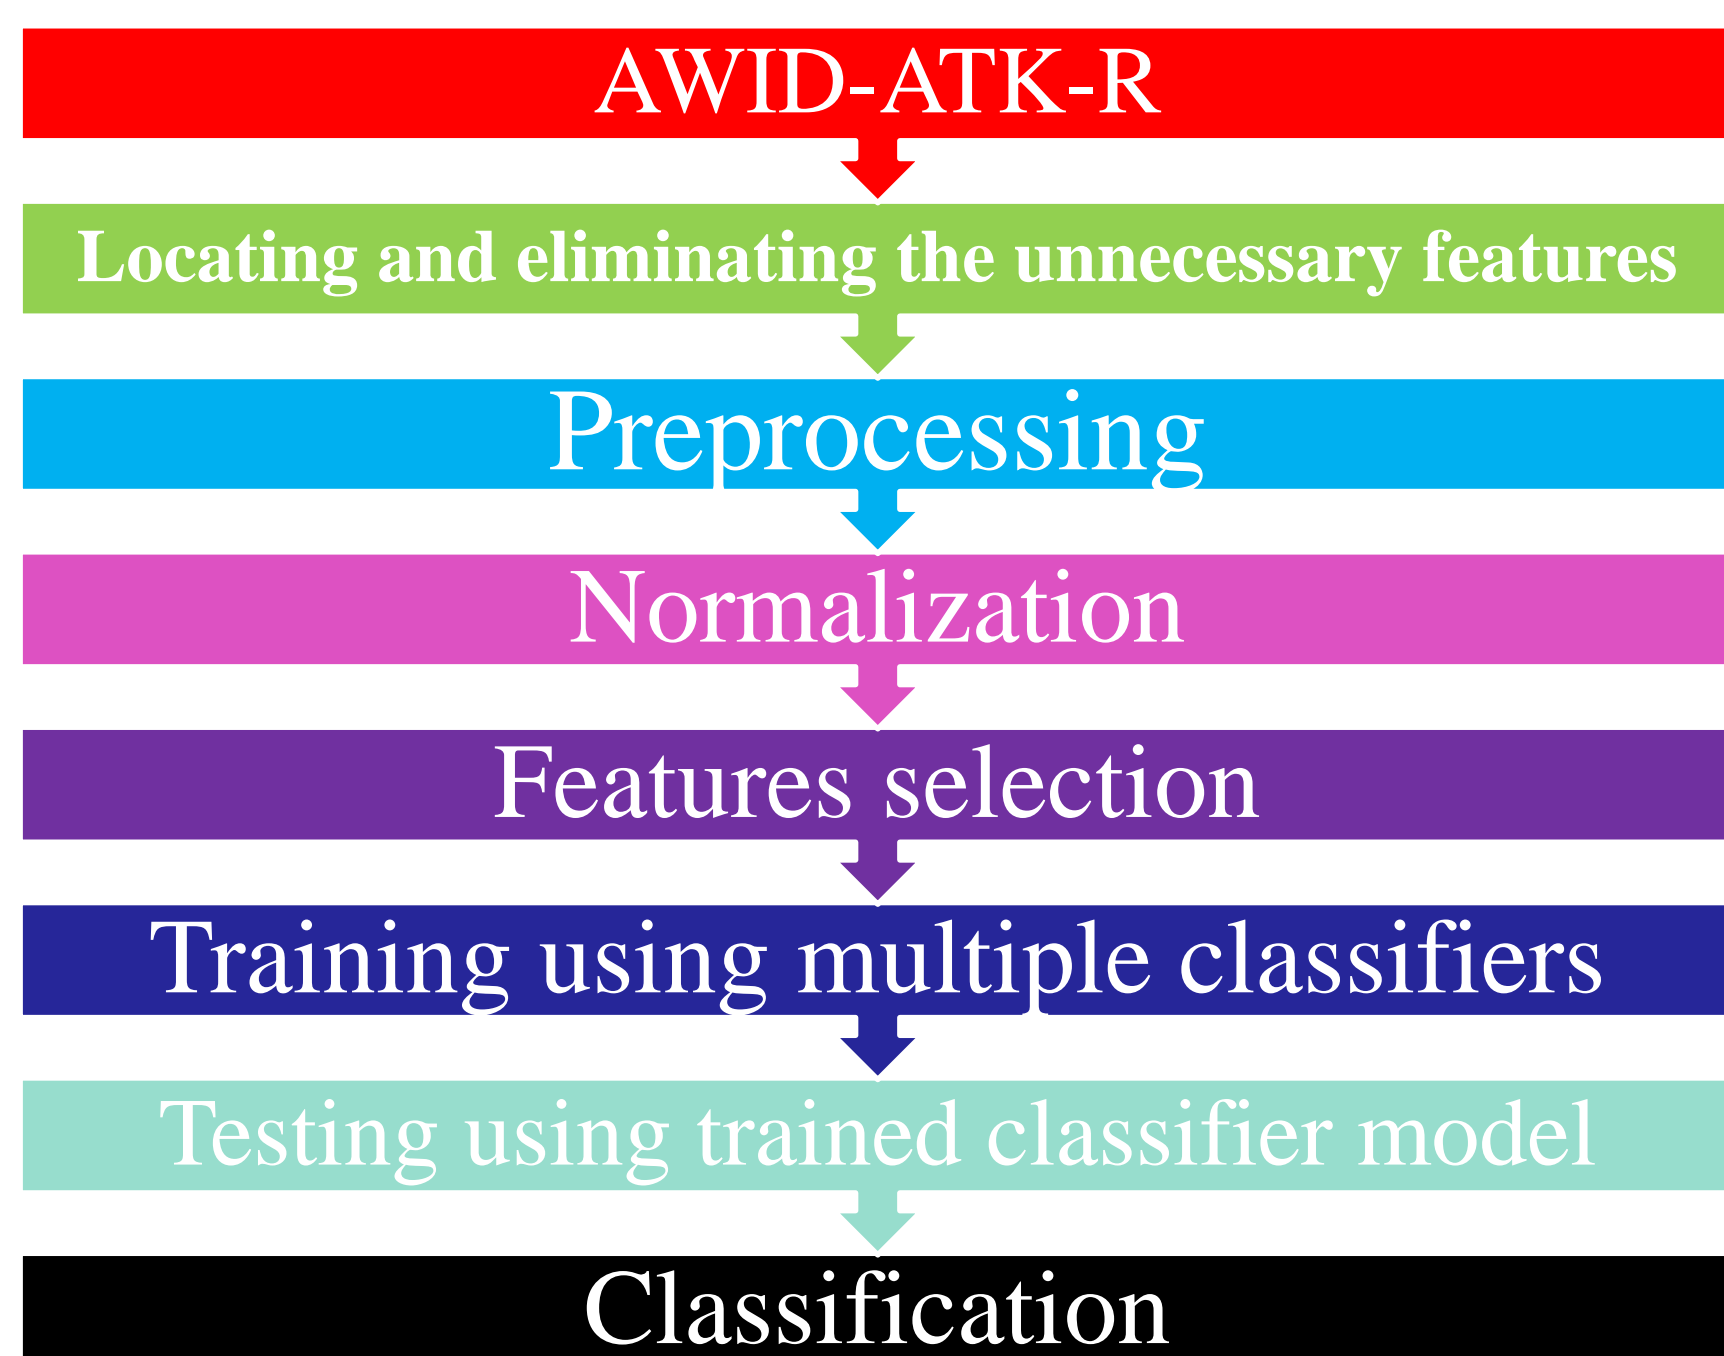 AWID-ATK-R
Locating and eliminating the unnecessary features
Preprocessing
Normalization
Features selection
Training using multiple classifiers
Testing using trained classifier model
Classification